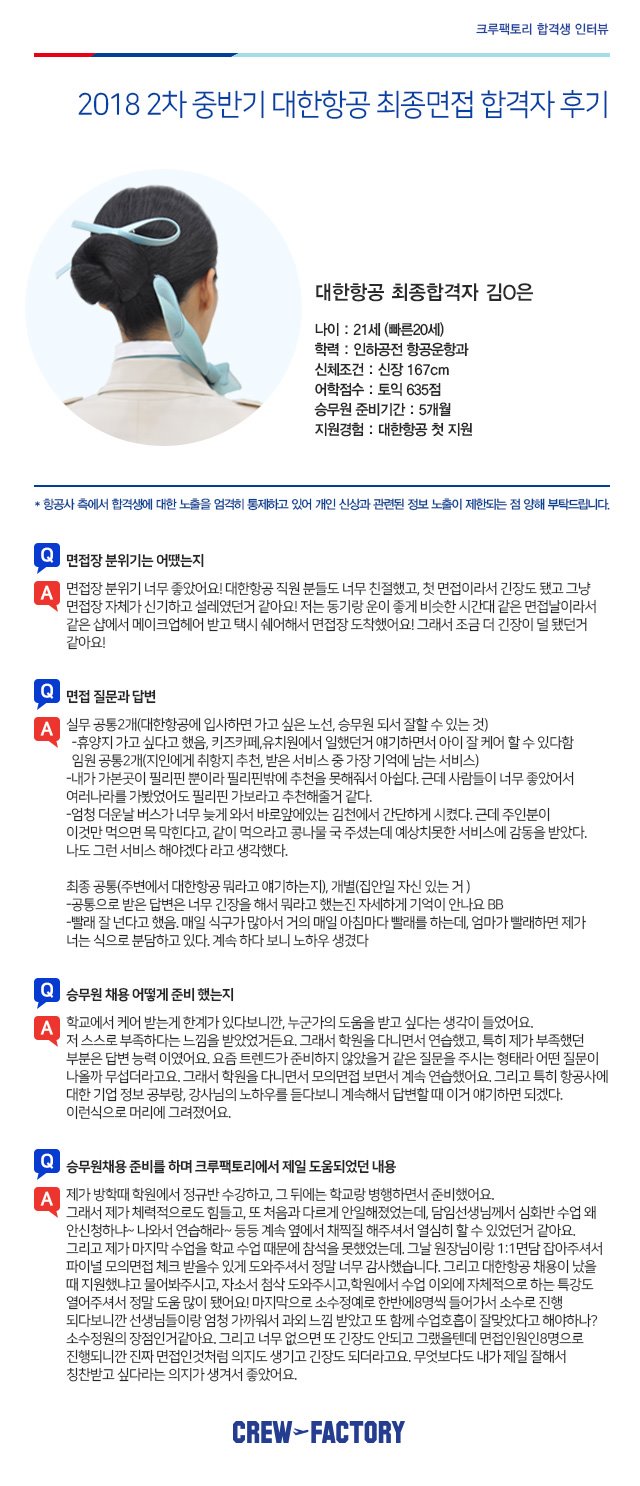 크루팩토리 합격생 인터뷰
2018 2차 중반기 대한항공 최종면접 합격자 후기
대한항공 최종합격자 김O은
나이 : 21세 (빠른20세)
학력 : 인하공전 항공운항과
신체조건 : 신장 167cm
어학점수 : 토익 635점
승무원 준비기간 : 5개월
지원경험 : 대한항공 첫 지원
* 항공사 측에서 합격생에 대한 노출을 엄격히 통제하고 있어 개인 신상과 관련된 정보 노출이 제한되는 점 양해 부탁드립니다.
Q 면접장 분위기는 어땠는지
A 면접장 분위기 너무 좋았어요! 대한항공 직원 분들도 너무 친절했고, 첫 면접이라서 긴장도 됐고 그냥
면접장 자체가 신기하고 설레였던거 같아요! 저는 동기랑 운이 좋게 비슷한 시간대 같은 면접날이라서
같은 샵에서 메이크업헤어 받고 택시 쉐어해서 면접장 도착했어요! 그래서 조금 더 긴장이 덜 됐던거
같아요!
Q 면접 질문과 답변
A 실무 공통2개(대한항공에 입사하면 가고 싶은 노선, 승무원 되서 잘할 수 있는 것)
-휴양지 가고 싶다고 했음, 키즈카페,유치원에서 일했던거 얘기하면서 아이 잘 케어 할 수 있다함
임원 공통2개(지인에게 취항지 추천, 받은 서비스 중 가장 기억에 남는 서비스)
-내가 가본곳이 필리핀 뿐이라 필리핀밖에 추천을 못해줘서 아쉽다. 근데 사람들이 너무 좋았어서
여러나라를 가봤었어도 필리핀 가보라고 추천해줄거 같다.
-엄청 더운날 버스가 너무 늦게 와서 바로앞에있는 김천에서 간단하게 시켰다. 근데 주인분이
이것만 먹으면 목 막힌다고, 같이 먹으라고 콩나물 국 주셨는데 예상치못한 서비스에 감동을 받았다.
나도 그런 서비스 해야겠다 라고 생각했다.
최종 공통(주변에서 대한항공 뭐라고 얘기하는지), 개별(집안일 자신 있는 거 )
-공통으로 받은 답변은 너무 긴장을 해서 뭐라고 했는진 자세하게 기억이 안나요 BB
-빨래 잘 넌다고 했음. 매일 식구가 많아서 거의 매일 아침마다 빨래를 하는데, 엄마가 빨래하면 제가
너는 식으로 분담하고 있다. 계속 하다 보니 노하우 생겼다
Q 승무원 채용 어떻게 준비 했는지
A 학교에서 케어 받는게 한계가 있다보니깐, 누군가의 도움을 받고 싶다는 생각이 들었어요.
저 스스로 부족하다는 느낌을 받았었거든요. 그래서 학원을 다니면서 연습했고, 특히 제가 부족했던
부분은 답변 능력 이였어요. 요즘 트렌드가 준비하지 않았을거 같은 질문을 주시는 형태라 어떤 질문이
나올까 무섭더라고요. 그래서 학원을 다니면서 모의면접 보면서 계속 연습했어요. 그리고 특히 항공사에
대한 기업 정보 공부랑, 강사님의 노하우를 듣다보니 계속해서 답변할 때 이거 얘기하면 되겠다.
이런식으로 머리에 그려졌어요.
Q 승무원채용 준비를 하며 크루팩토리에서 제일 도움되었던 내용
A 제가 방학때 학원에서 정규반 수강하고, 그 뒤에는 학교랑 병행하면서 준비했어요.
그래서 제가 체력적으로도 힘들고, 또 처음과 다르게 안일해졌었는데, 담임선생님께서 심화반 수업 왜
안신청하냐~ 나와서 연습해라~ 등등 계속 옆에서 채찍질 해주셔서 열심히 할 수 있었던거 같아요.
그리고 제가 마지막 수업을 학교 수업 때문에 참석을 못했었는데. 그날 원장님이랑 1:1면담 잡아주셔서
파이널 모의면접 체크 받을수 있게 도와주셔서 정말 너무 감사했습니다. 그리고 대한항공 채용이 났을
때 지원했냐고 물어봐주시고, 자소서 첨삭 도와주시고,학원에서 수업 이외에 자체적으로 하는 특강도
열어주셔서 정말 도움 많이 됐어요! 마지막으로 소수정예로 한반에8명씩 들어가서 소수로 진행
되다보니깐 선생님들이랑 엄청 가까워서 과외 느낌 받았고 또 함께 수업호흡이 잘맞았다고 해야하나?
소수정원의 장점인거같아요. 그리고 너무 없으면 또 긴장도 안되고 그랬을텐데 면접인원인8명으로
진행되니깐 진짜 면접인것처럼 의지도 생기고 긴장도 되더라고요. 무엇보다도 내가 제일 잘해서
칭찬받고 싶다라는 의지가 생겨서 좋았어요.
CREW FACTORY